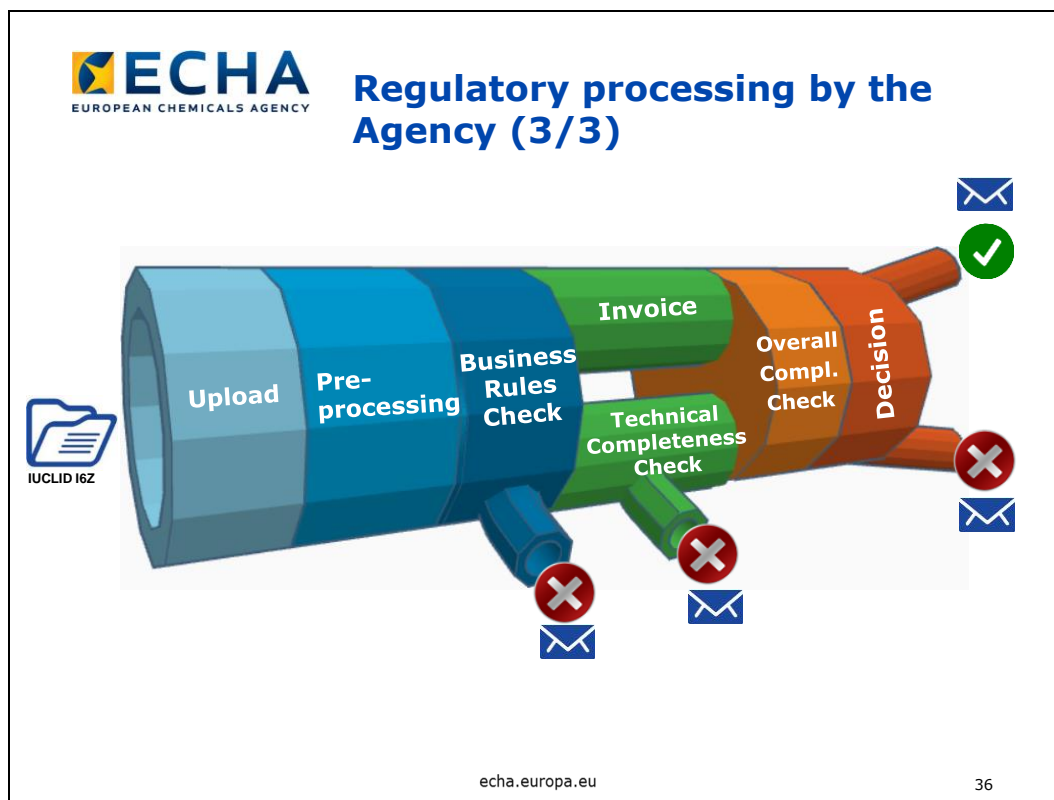 ECHA
EUROPEAN CHEMICALS AGENCY
Regulatory processing by the
Agency (3/3)
Upload
Pre-
processing
Business
Rules
Check
Invoice
Technical
Completeness
Check
Overall
Compl.
Check
Decision
IUCLID I6Z
echa.europa.eu
36